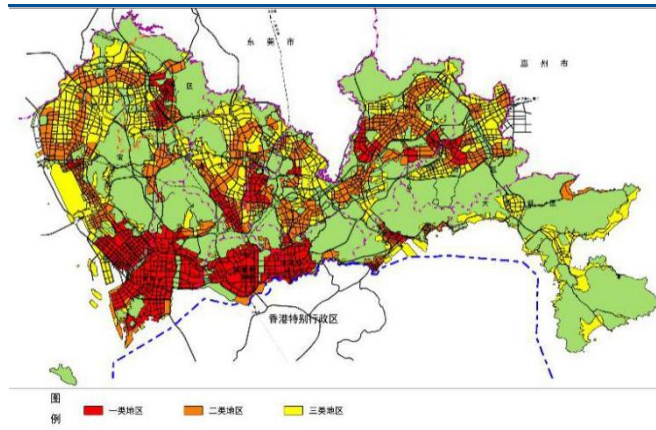 东莞市
惠州市
香港特别行政区
图例
一类地区
二类地区
三类地区